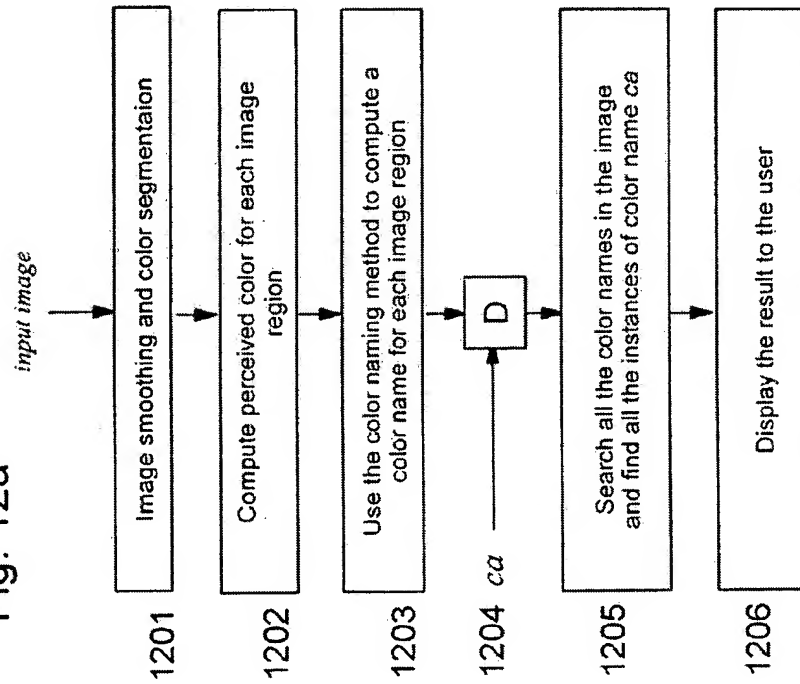 Fig. 12a
input image
1201
Image smoothing and color segmentaion
1202
Compute perceived color for each image
region
1203
Use the color naming method to compute a
color name for each image region
1204
ca
D
1205
Search all the color names in the image
and find all the instances of color name ca
1206
Display the result to the user